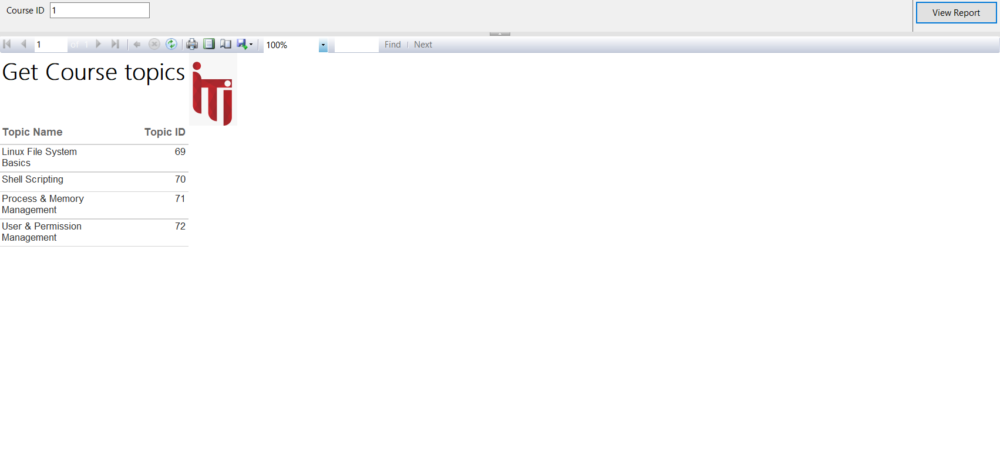 Course ID 1 View Report
1 of 1 100% Find Next
Get Course topics
iTi
Topic Name Topic ID
Linux File System 69
Basics
Shell Scripting 70
Process & Memory 71
Management
User & Permission 72
Management